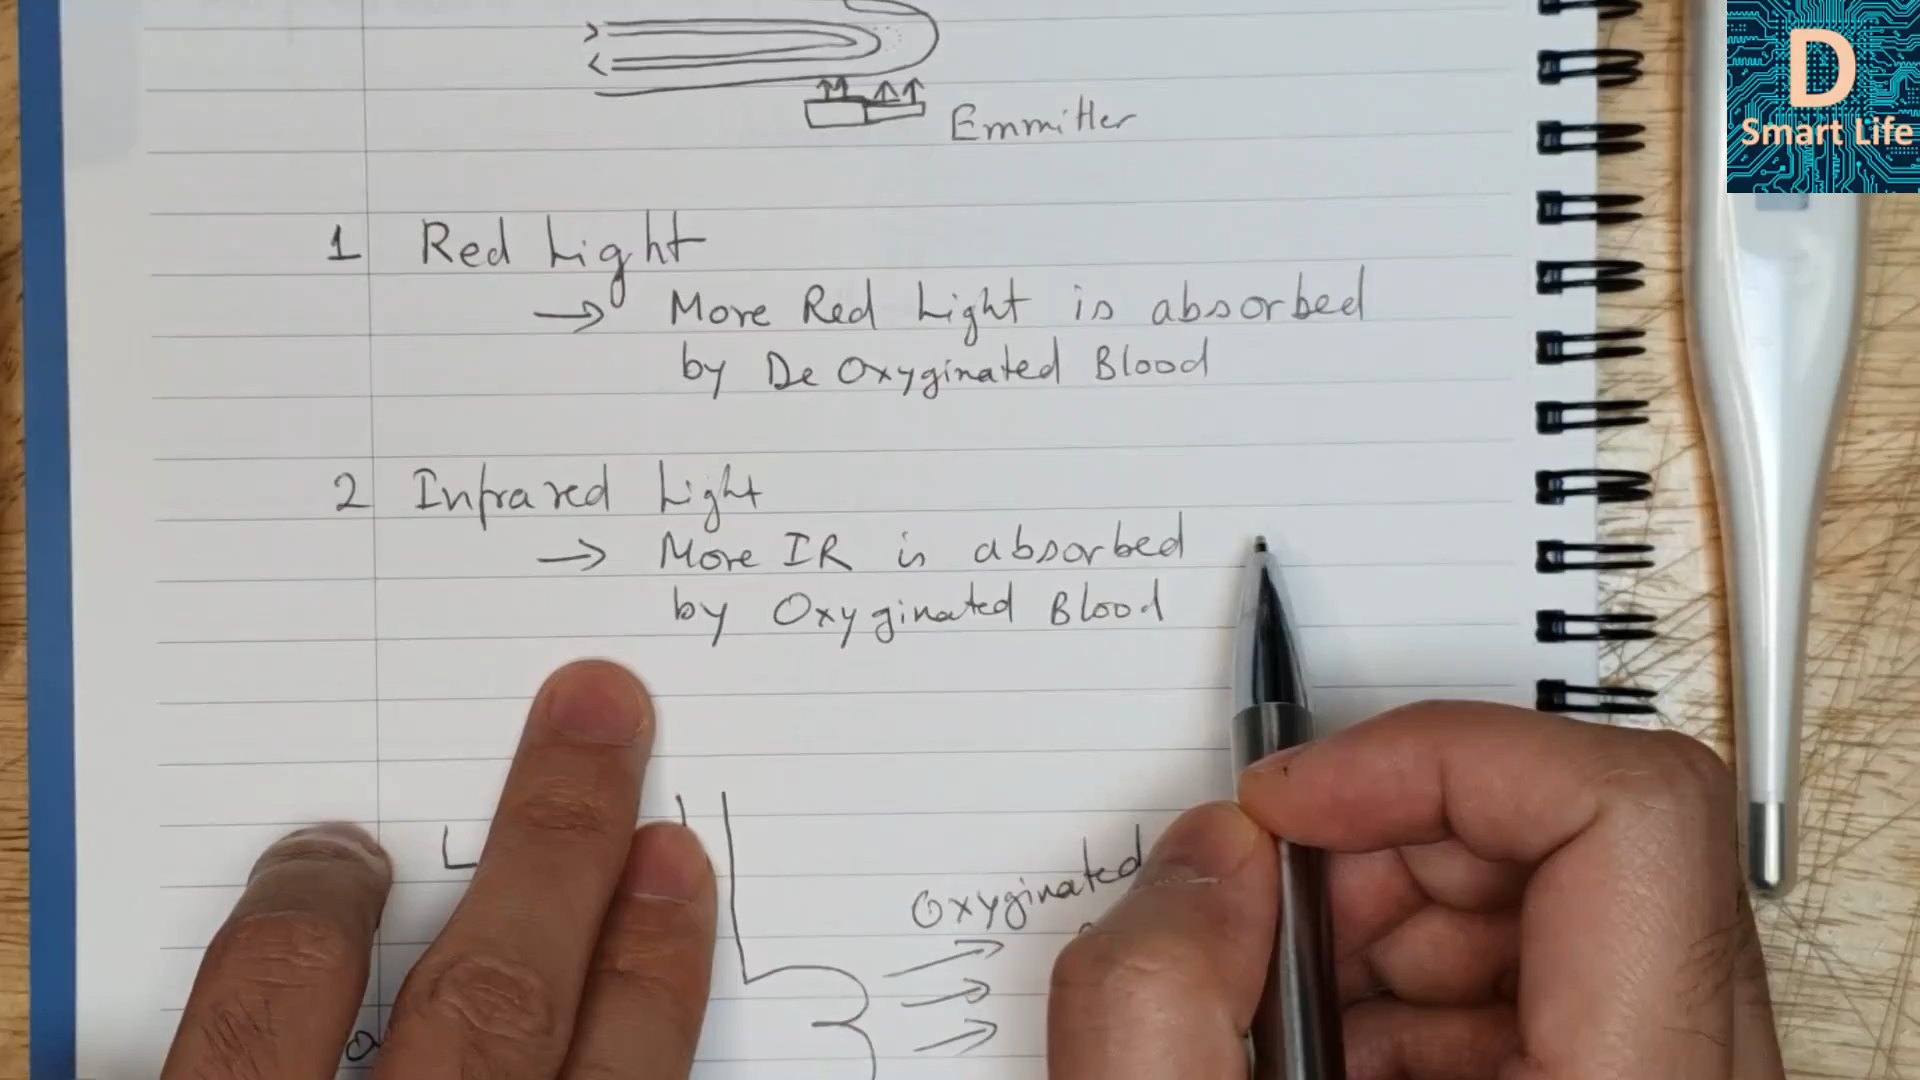 D
Smart Life
Emmitter
1 Red Light
→ More Red Light is absorbed
by De Oxyginated Blood
2 Infrared Light
→ More IR is absorbed
by Oxyginated Blood
Oxyginated